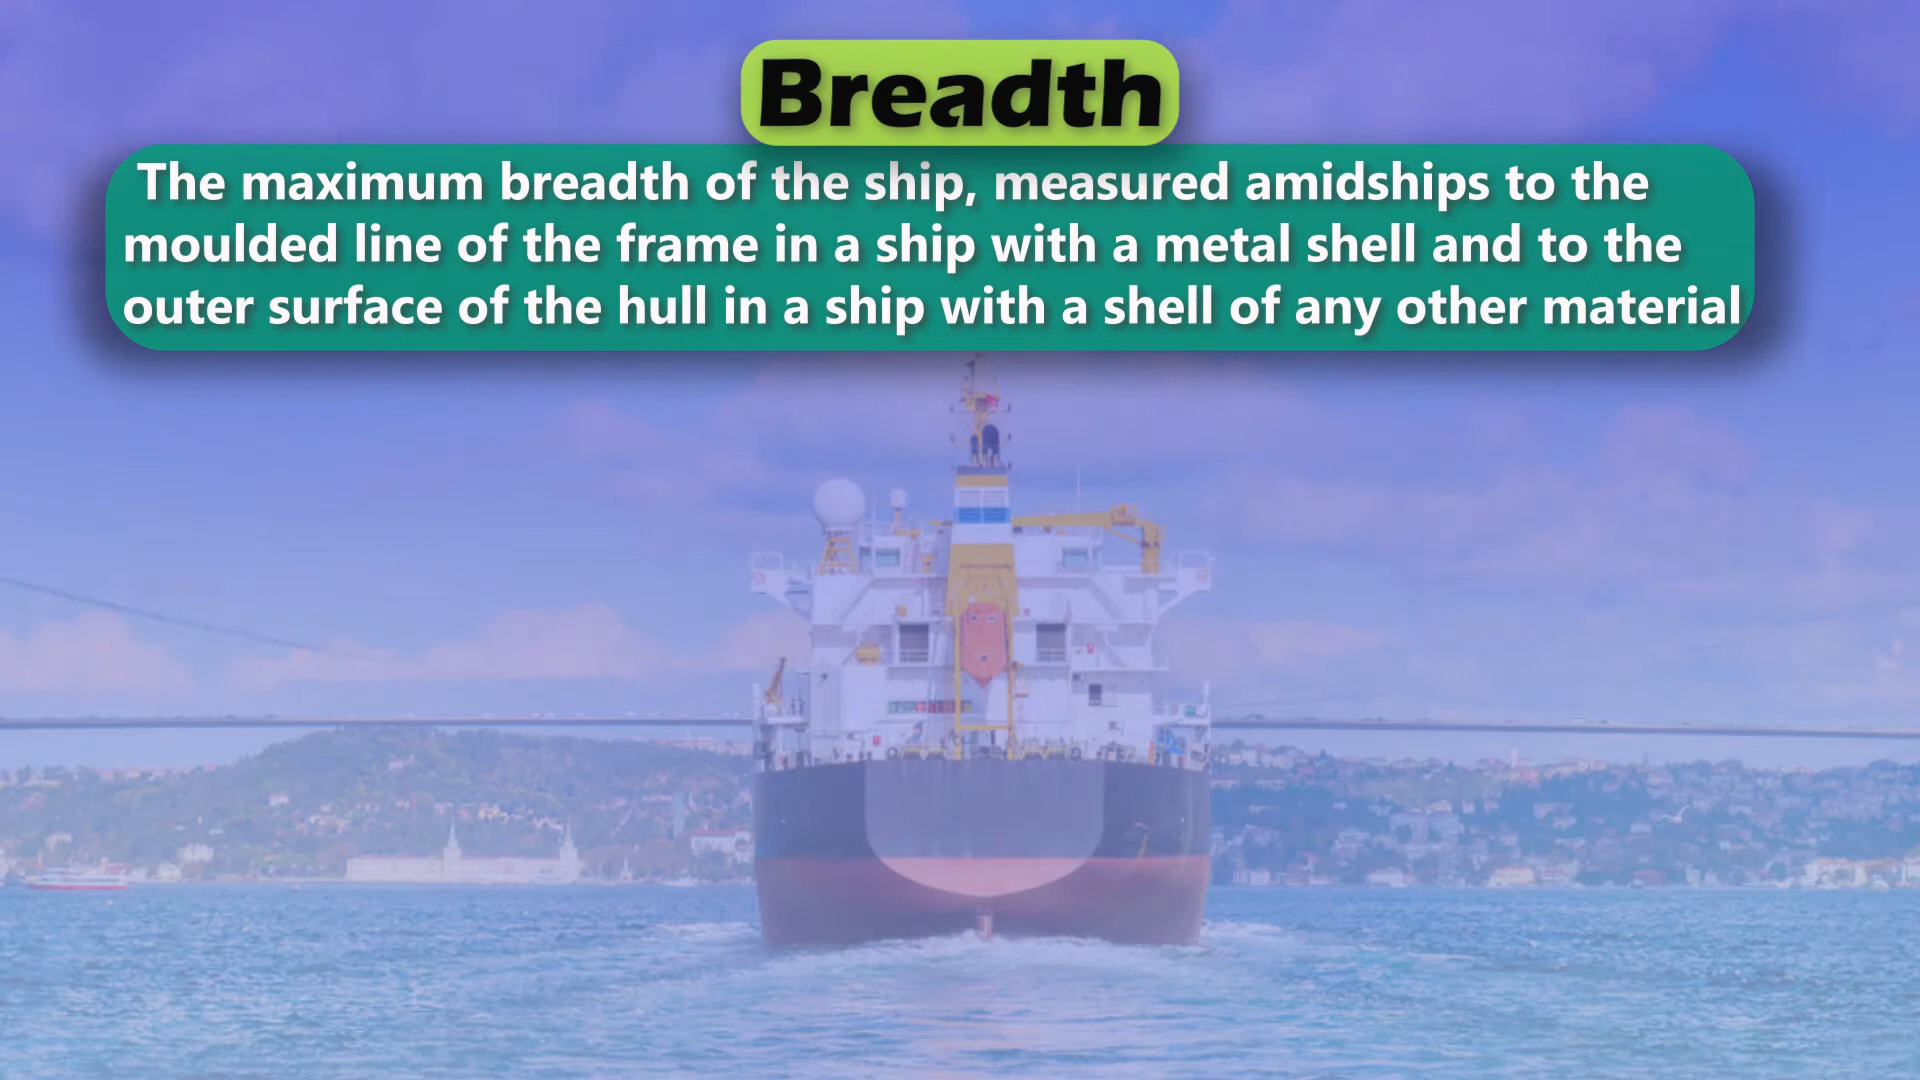 Breadth
The maximum breadth of the ship, measured amidships to the
moulded line of the frame in a ship with a metal shell and to the
outer surface of the hull in a ship with a shell of any other material